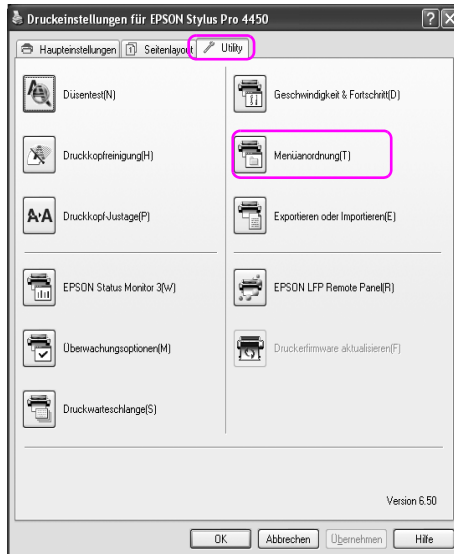 Druckeinstellungen für EPSON Stylus Pro 4450
Haupteinstellungen Seitenlayout Utility
Düsentest(N)
Geschwindigkeit & Fortschritt(D)
Druckkopfreinigung(H)
Menüanordnung(T)
Druckkopf-Justage(P)
Exportieren oder Importieren(E)
EPSON Status Monitor 3(W)
EPSON LFP Remote Panel(R)
Überwachungsoptionen(M)
Druckerfirmware aktualisieren(F)
Druckwarteschlange(S)
Version 6.50
OK Abbrechen Übernehmen Hilfe